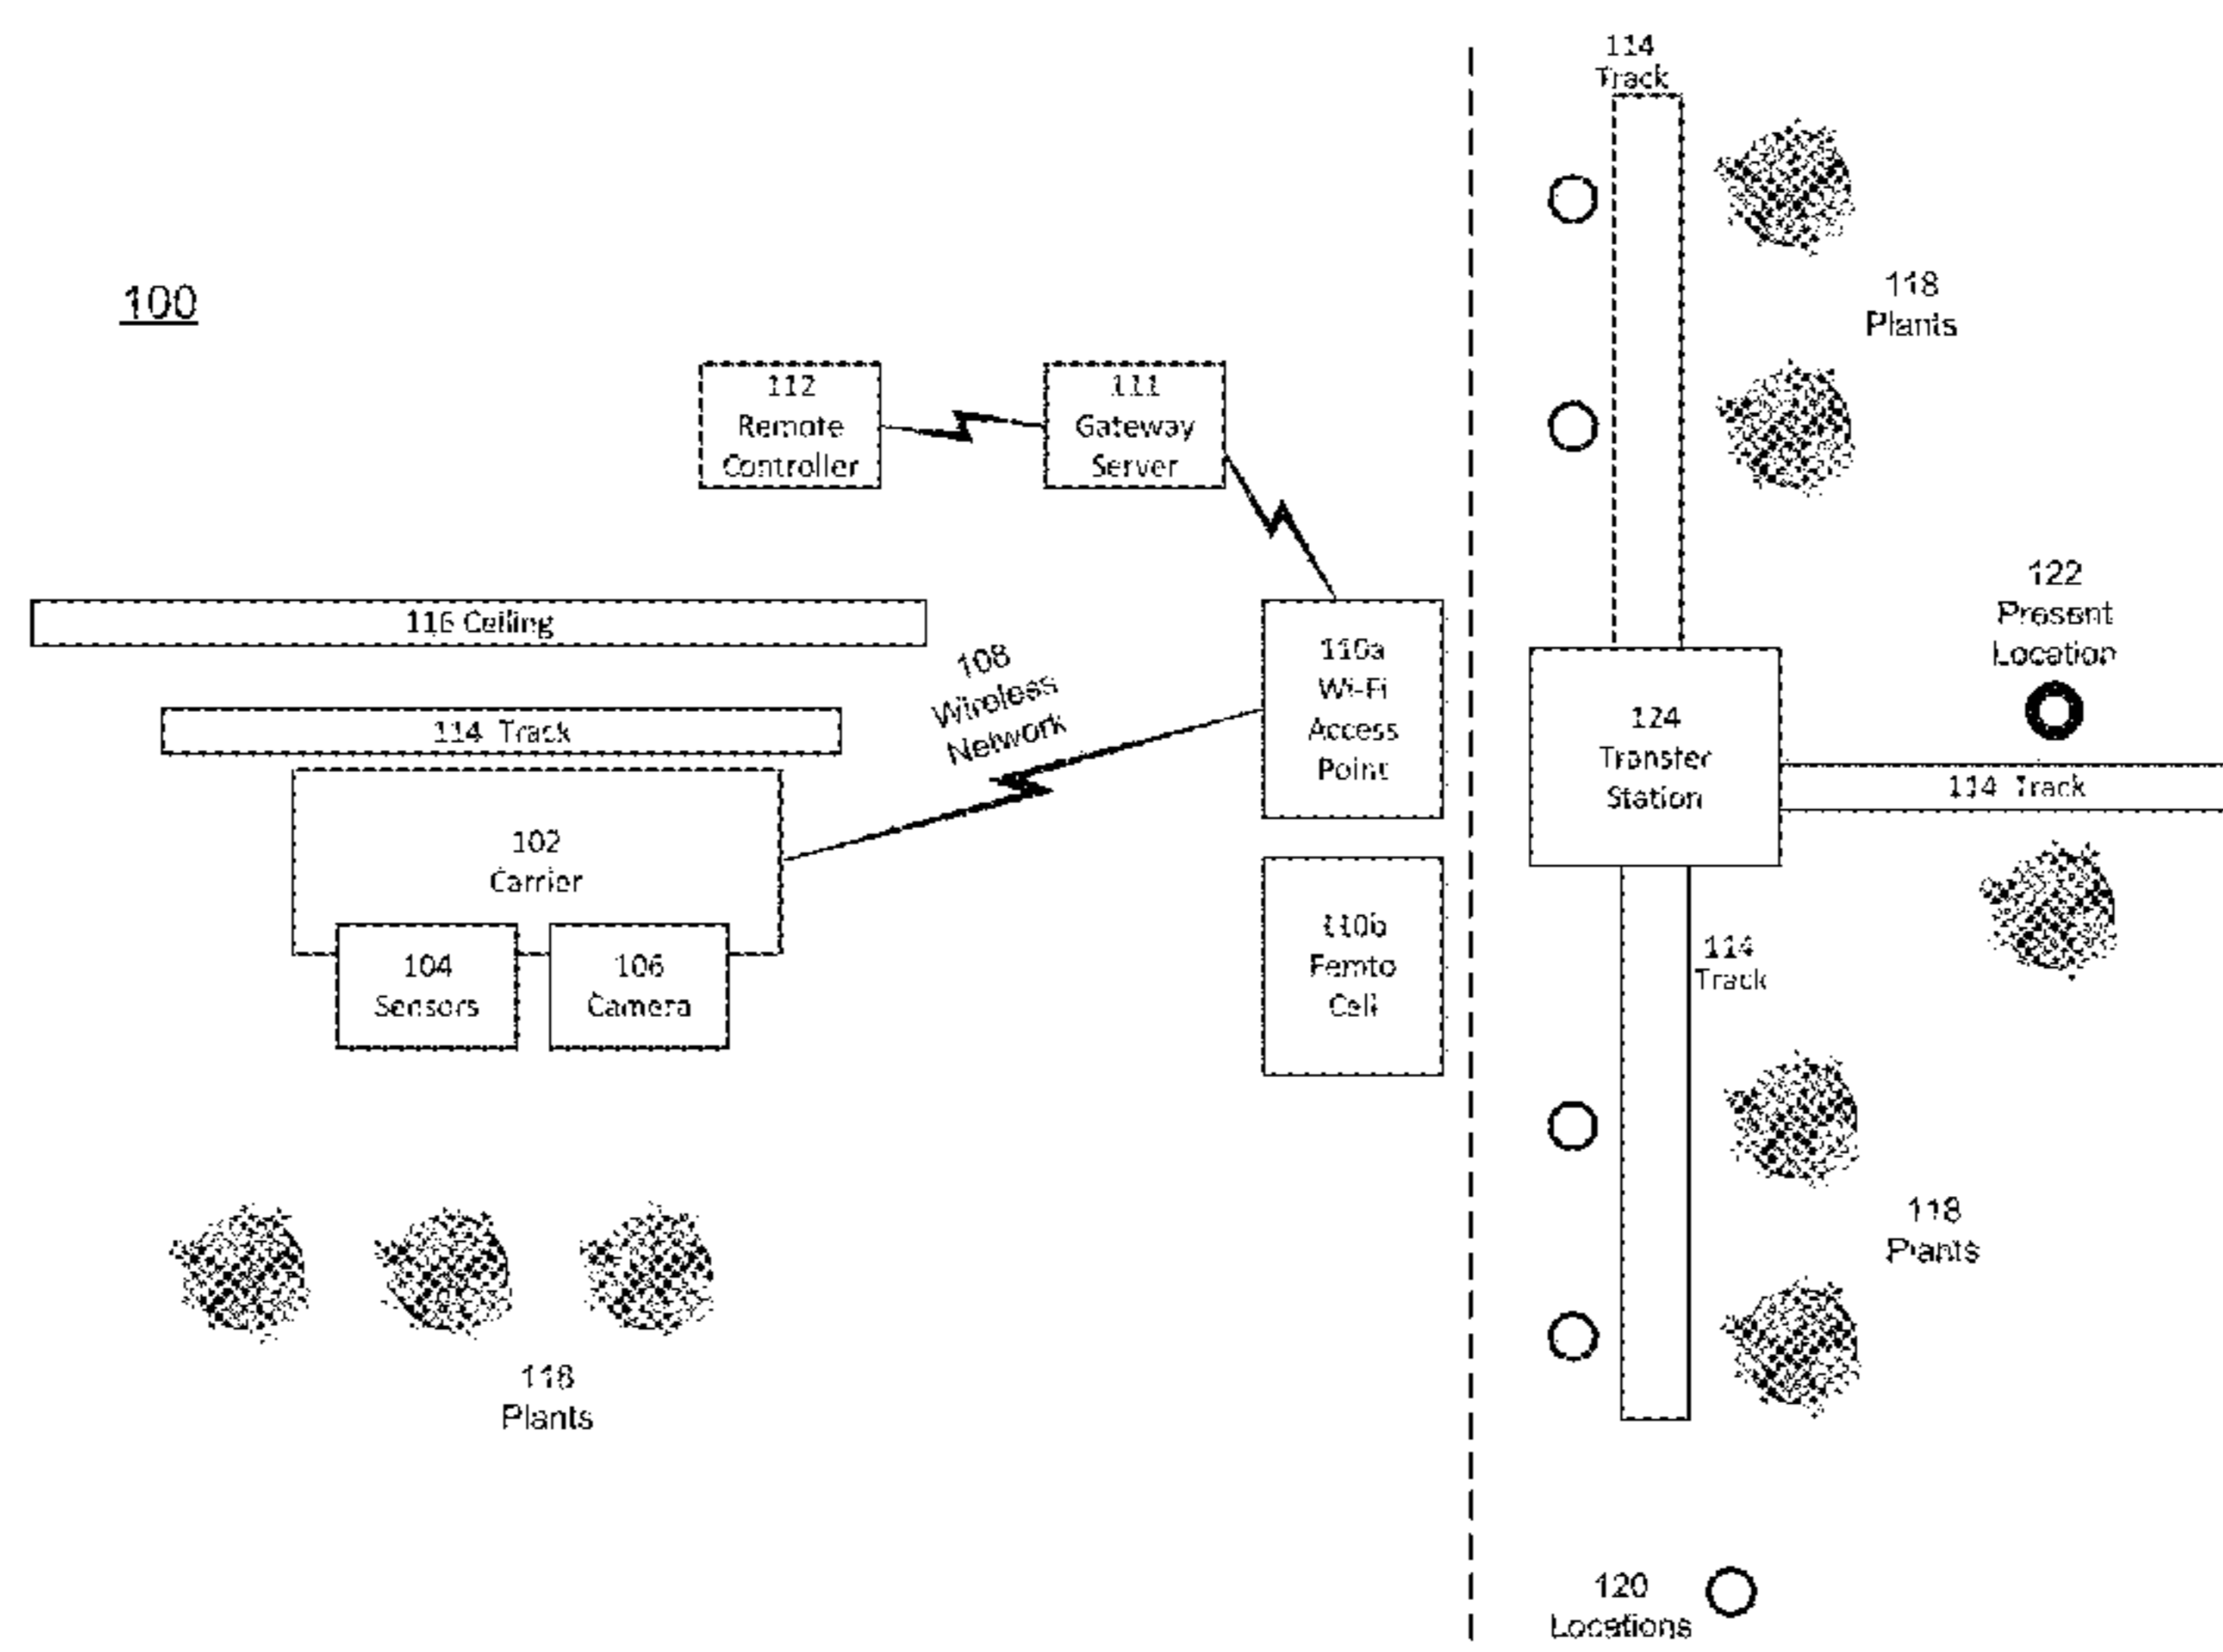 100
112
Remote
Controller
111
Gateway
Server
116 Ceiling
114 Track
108
Wireless
Network
102
Carrier
104
Sensors
106
Camera
110a
Wi-Fi
Access
Point
110b
Femto
Cell
118
Plants
114
Track
118
Plants
122
Present
Location
124
Transfer
Station
114 Track
114
Track
118
Plants
120
Locations